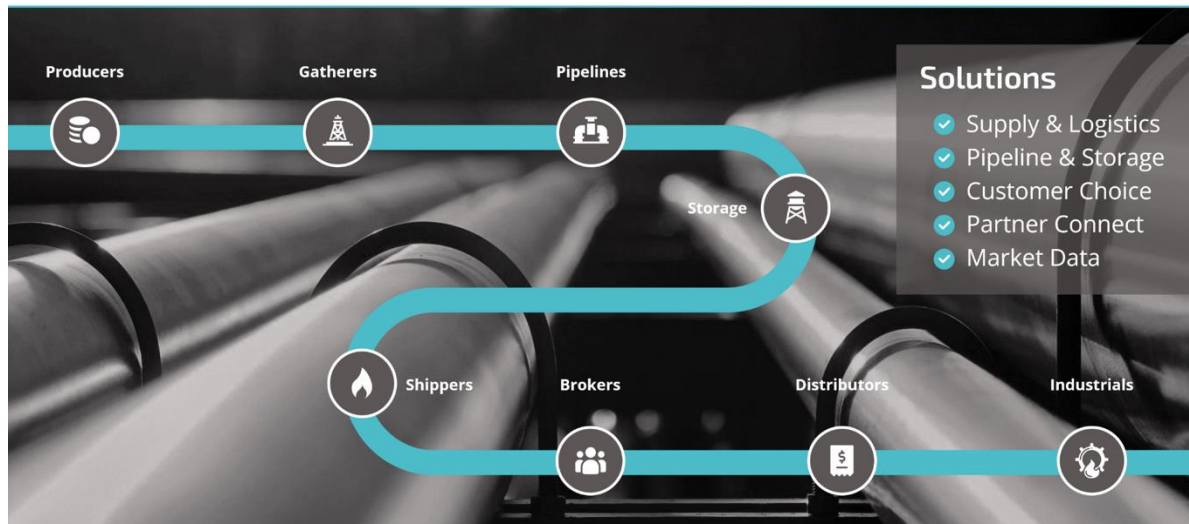 Producers
Gatherers
Pipelines
Storage
Shippers
Brokers
Distributors
Industrials
$
Solutions
Supply & Logistics
Pipeline & Storage
Customer Choice
Partner Connect
Market Data